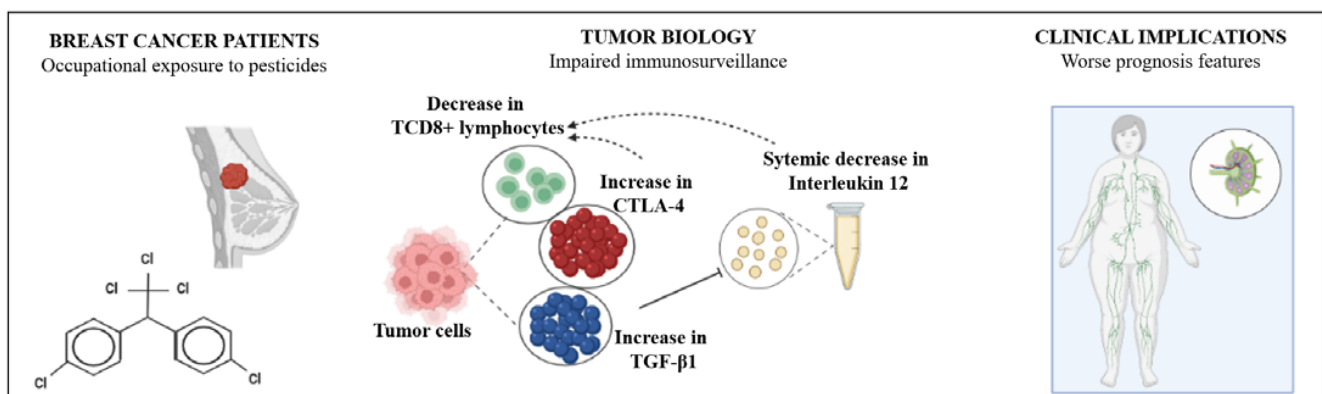 BREAST CANCER PATIENTS
Occupational exposure to pesticides
Cl
Cl
Cl
Cl
Cl
TUMOR BIOLOGY
Impaired immunosurveillance
Decrease in
TCD8+ lymphocytes
Increase in
CTLA-4
Sytemic decrease in
Interleukin 12
Tumor cells
Increase in
TGF-β1
CLINICAL IMPLICATIONS
Worse prognosis features